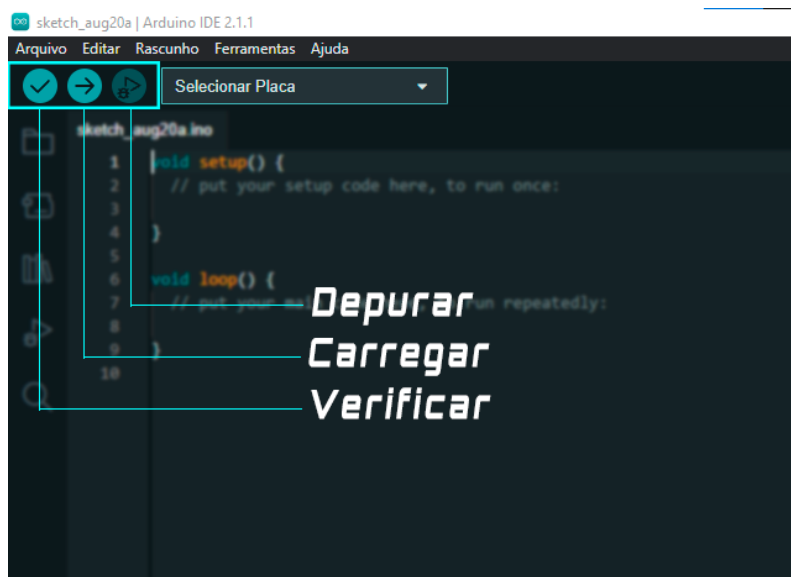 sketch_aug20a | Arduino IDE 2.1.1
Arquivo Editar Rascunho Ferramentas Ajuda
Selecionar Placa
sketch_aug20a.ino
1 void setup() {
2 // put your setup code here, to run once:
3
4 }
5
6 void loop() {
7 // put your ma run repeatedly:
8
9 }
10
Depurar
Carregar
Verificar